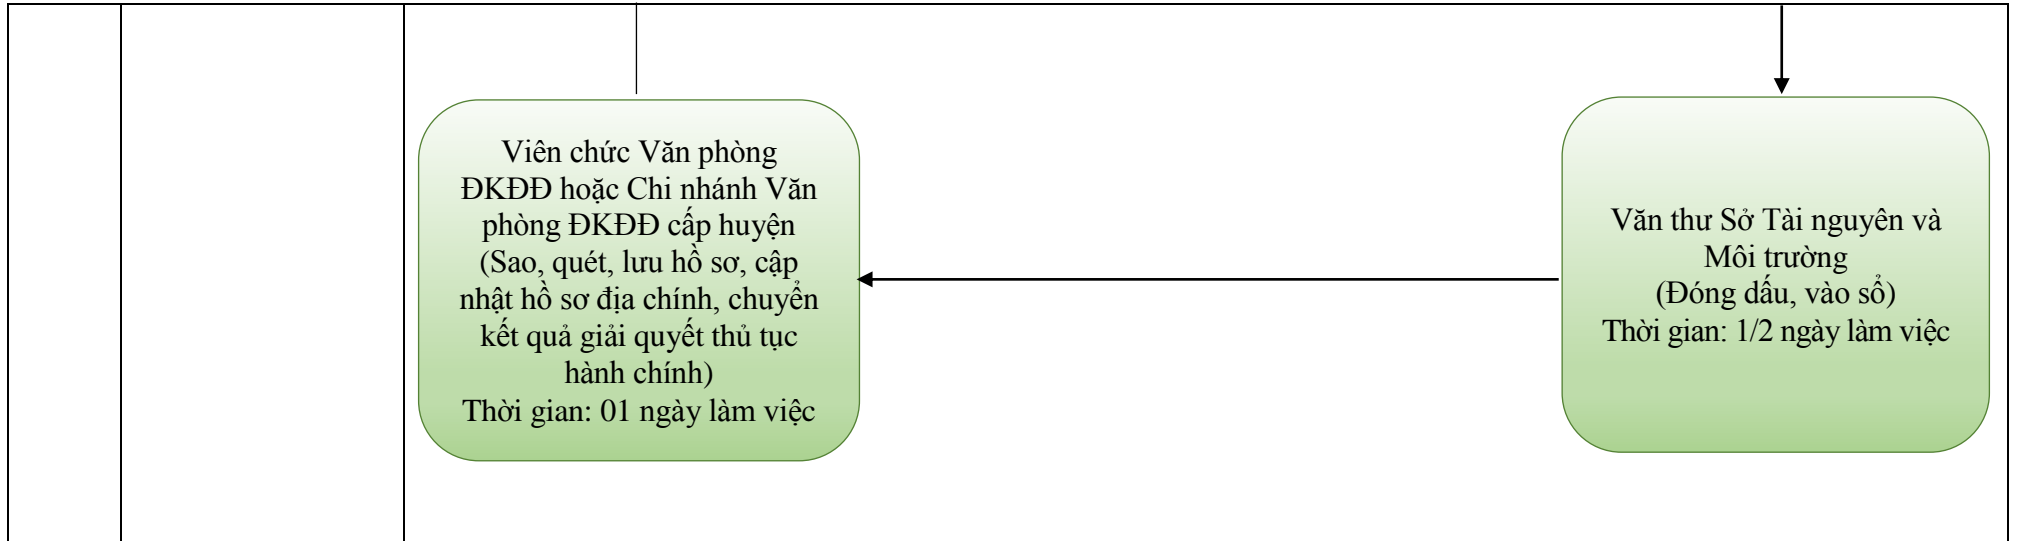 Viên chức Văn phòng
ĐKĐĐ hoặc Chi nhánh Văn
phòng ĐKĐĐ cấp huyện
(Sao, quét, lưu hồ sơ, cập
nhật hồ sơ địa chính, chuyển
kết quả giải quyết thủ tục
hành chính)
Thời gian: 01 ngày làm việc
Văn thư Sở Tài nguyên và
Môi trường
(Đóng dấu, vào sổ)
Thời gian: 1/2 ngày làm việc